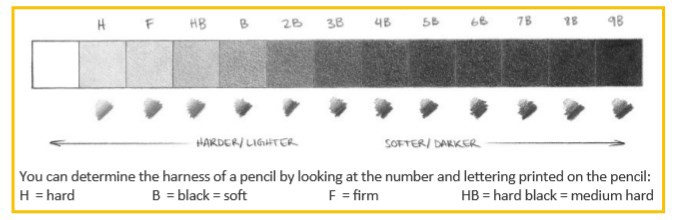 H F HB B 2B 3B 4B 5B 6B 7B 8B 9B
HARDER/LIGHTER SOFTER/DARKER
You can determine the harness of a pencil by looking at the number and lettering printed on the pencil:
H = hard B = black = soft F = firm HB = hard black = medium hard